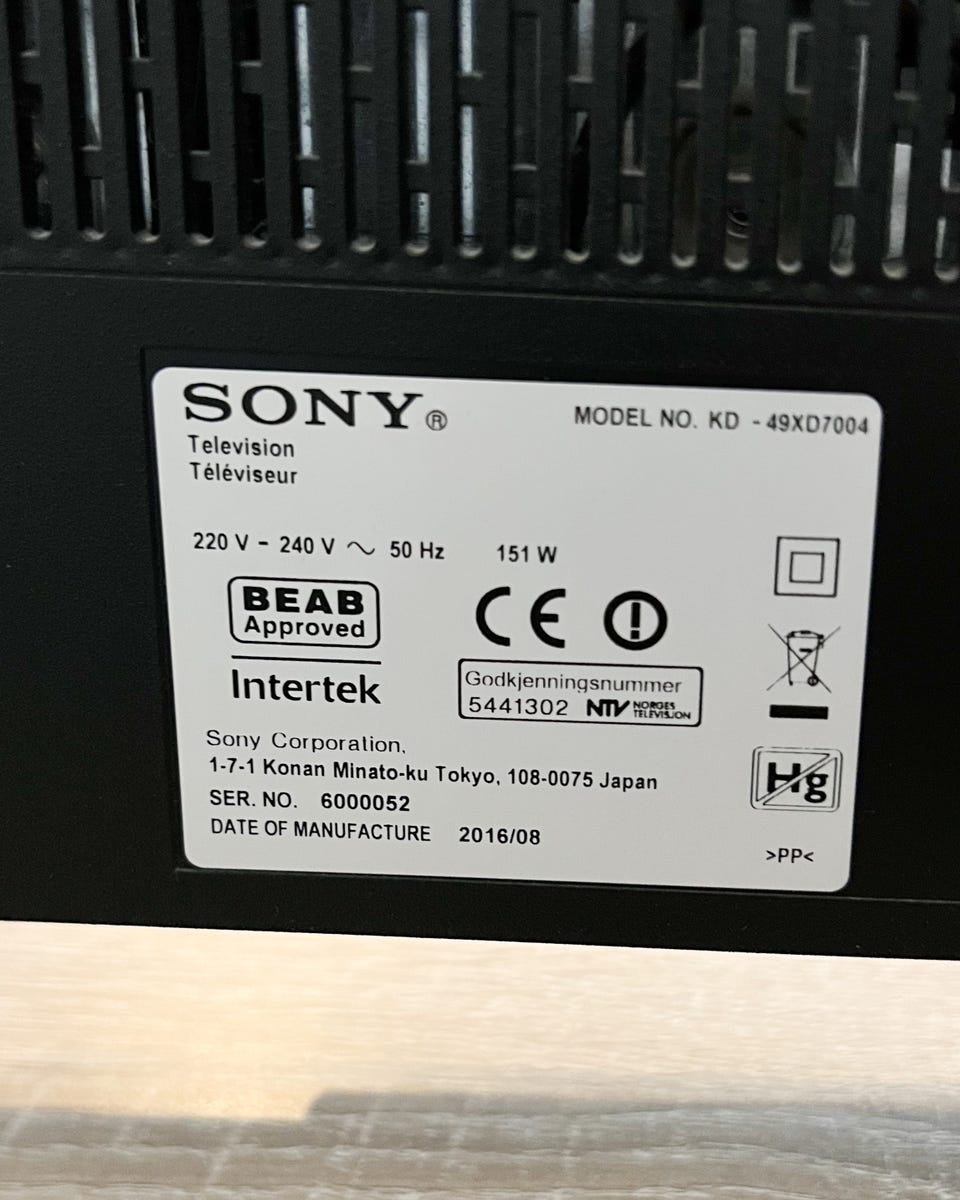 SONY®
MODEL NO. KD - 49XD7004
Television
Téléviseur
220 V - 240 V ~ 50 Hz 151 W
BEAB
Approved
Intertek
CE
Godkjenningsnummer
5441302 NTV NORGES TELEVISJON
Sony Corporation,
1-7-1 Konan Minato-ku Tokyo, 108-0075 Japan
SER. NO. 6000052
DATE OF MANUFACTURE 2016/08
Hg
>PP<